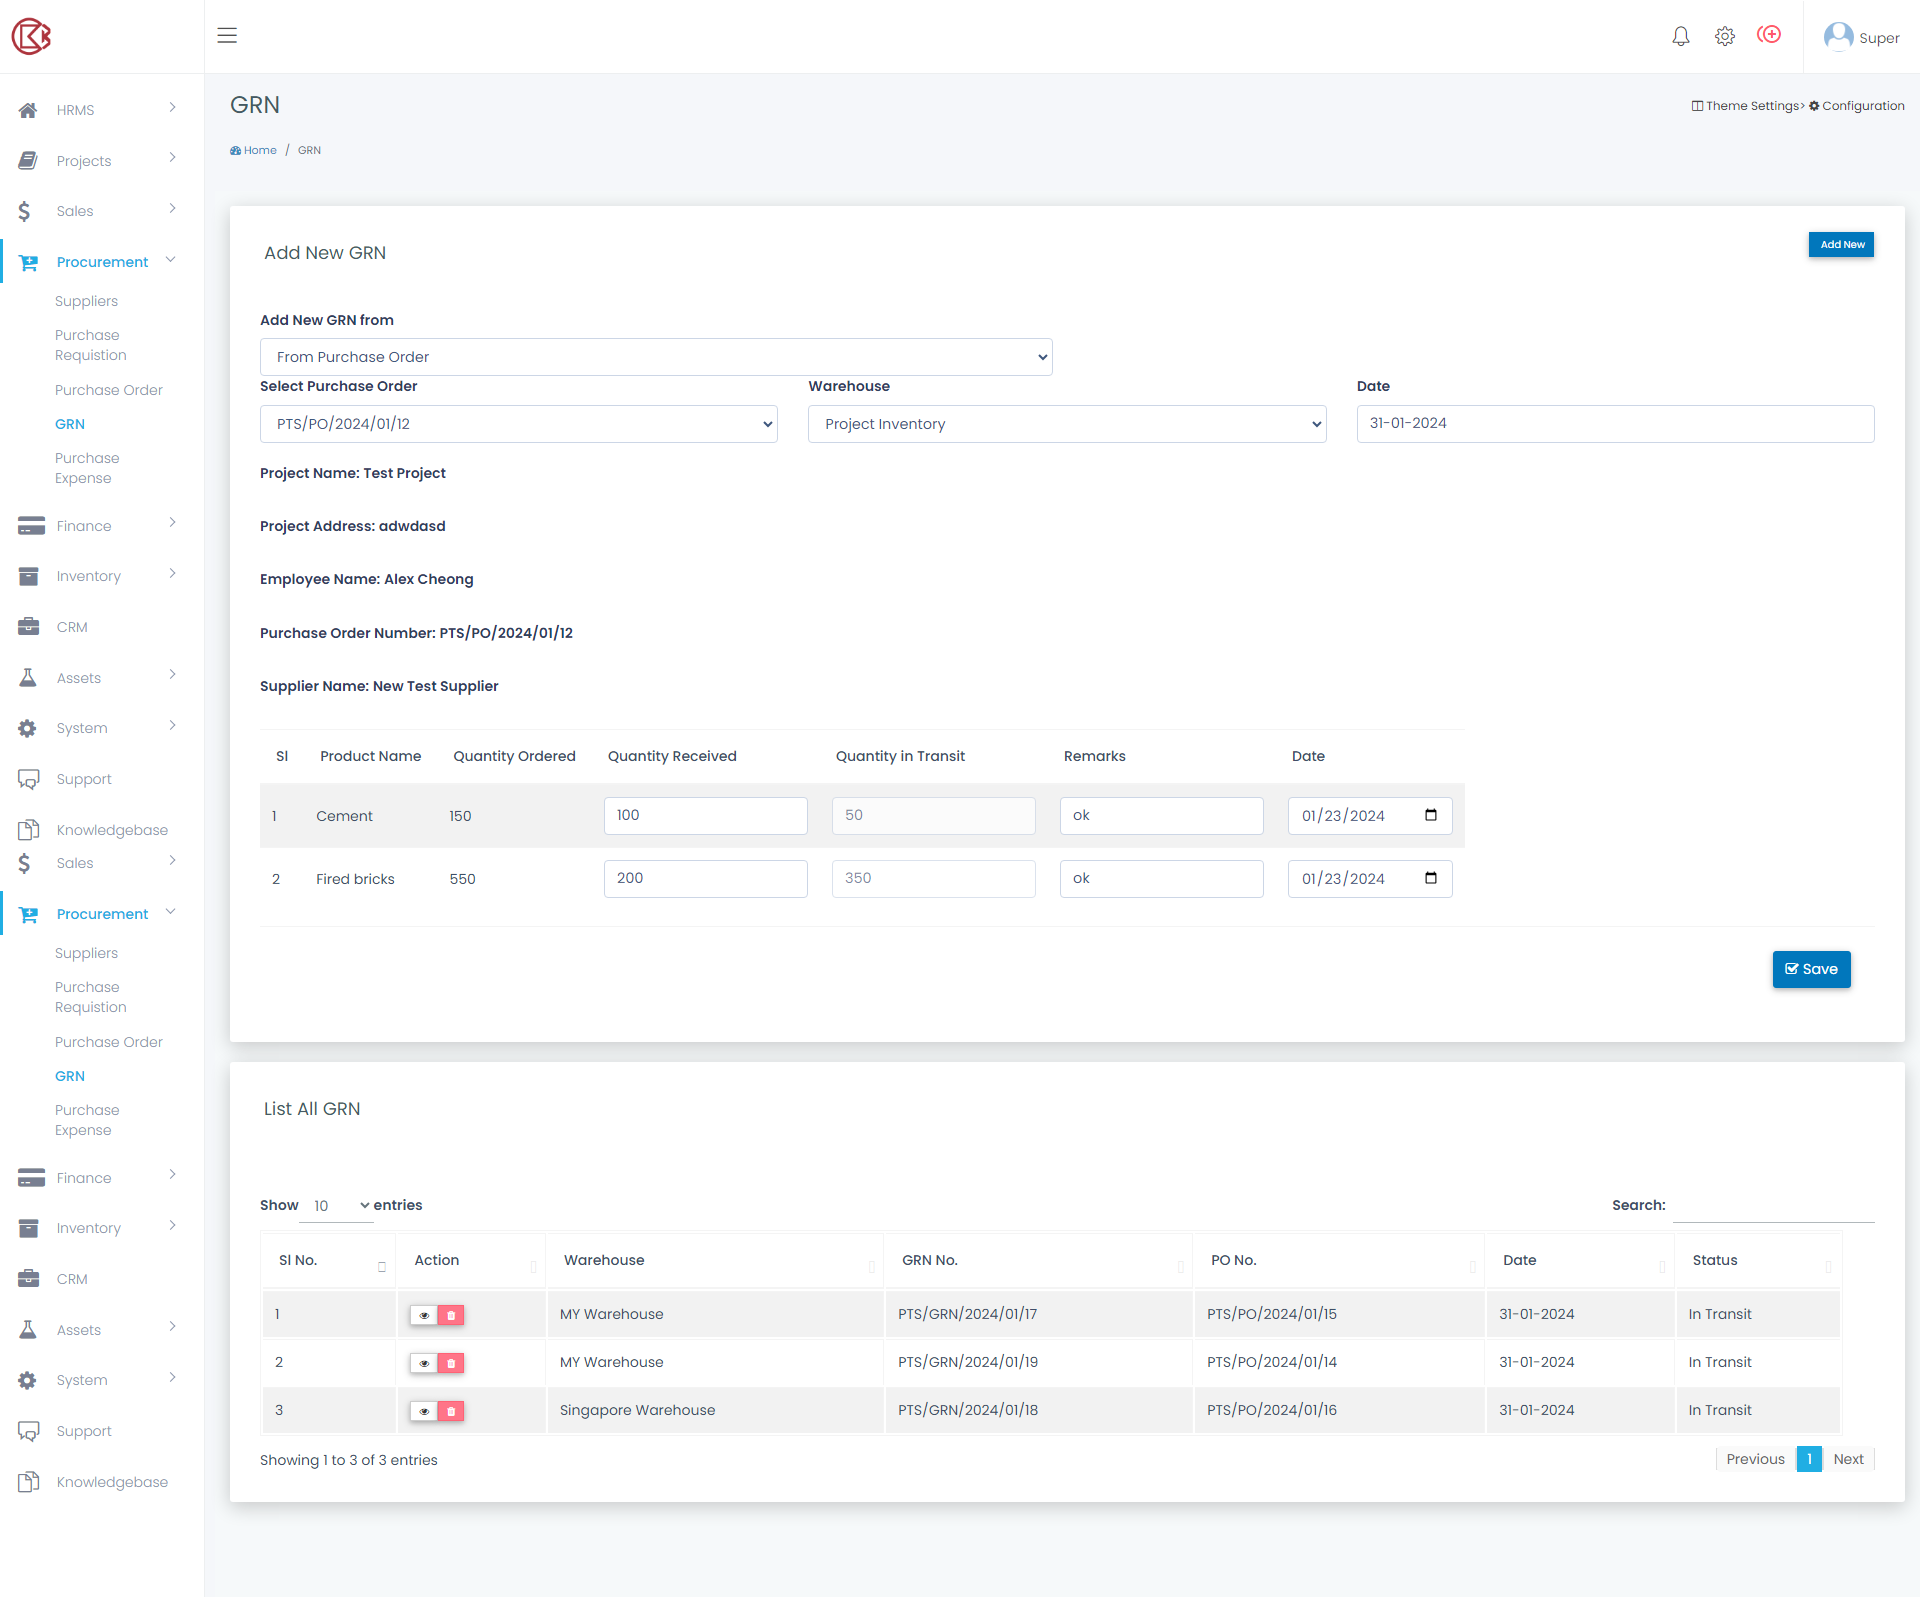 Super
HRMS
Projects
Sales
Procurement
Suppliers
Purchase
Requistion
Purchase Order
GRN
Purchase
Expense
Finance
Inventory
CRM
Assets
System
Support
Knowledgebase
Sales
Procurement
Suppliers
Purchase
Requistion
Purchase Order
GRN
Purchase
Expense
Finance
Inventory
CRM
Assets
System
Support
Knowledgebase
GRN
Theme Settings> Configuration
Home / GRN
Add New GRN
Add New
Add New GRN from
From Purchase Order
Select Purchase Order Warehouse Date
PTS/PO/2024/01/12 Project Inventory 31-01-2024
Project Name: Test Project
Project Address: adwdasd
Employee Name: Alex Cheong
Purchase Order Number: PTS/PO/2024/01/12
Supplier Name: New Test Supplier
Sl Product Name Quantity Ordered Quantity Received Quantity in Transit Remarks Date
1 Cement 150 100 50 ok 01/23/2024
2 Fired bricks 550 200 350 ok 01/23/2024
Save
List All GRN
Show 10 entries Search:
Sl No. Action Warehouse GRN No. PO No. Date Status
1 MY Warehouse PTS/GRN/2024/01/17 PTS/PO/2024/01/15 31-01-2024 In Transit
2 MY Warehouse PTS/GRN/2024/01/19 PTS/PO/2024/01/14 31-01-2024 In Transit
3 Singapore Warehouse PTS/GRN/2024/01/18 PTS/PO/2024/01/16 31-01-2024 In Transit
Showing 1 to 3 of 3 entries Previous 1 Next